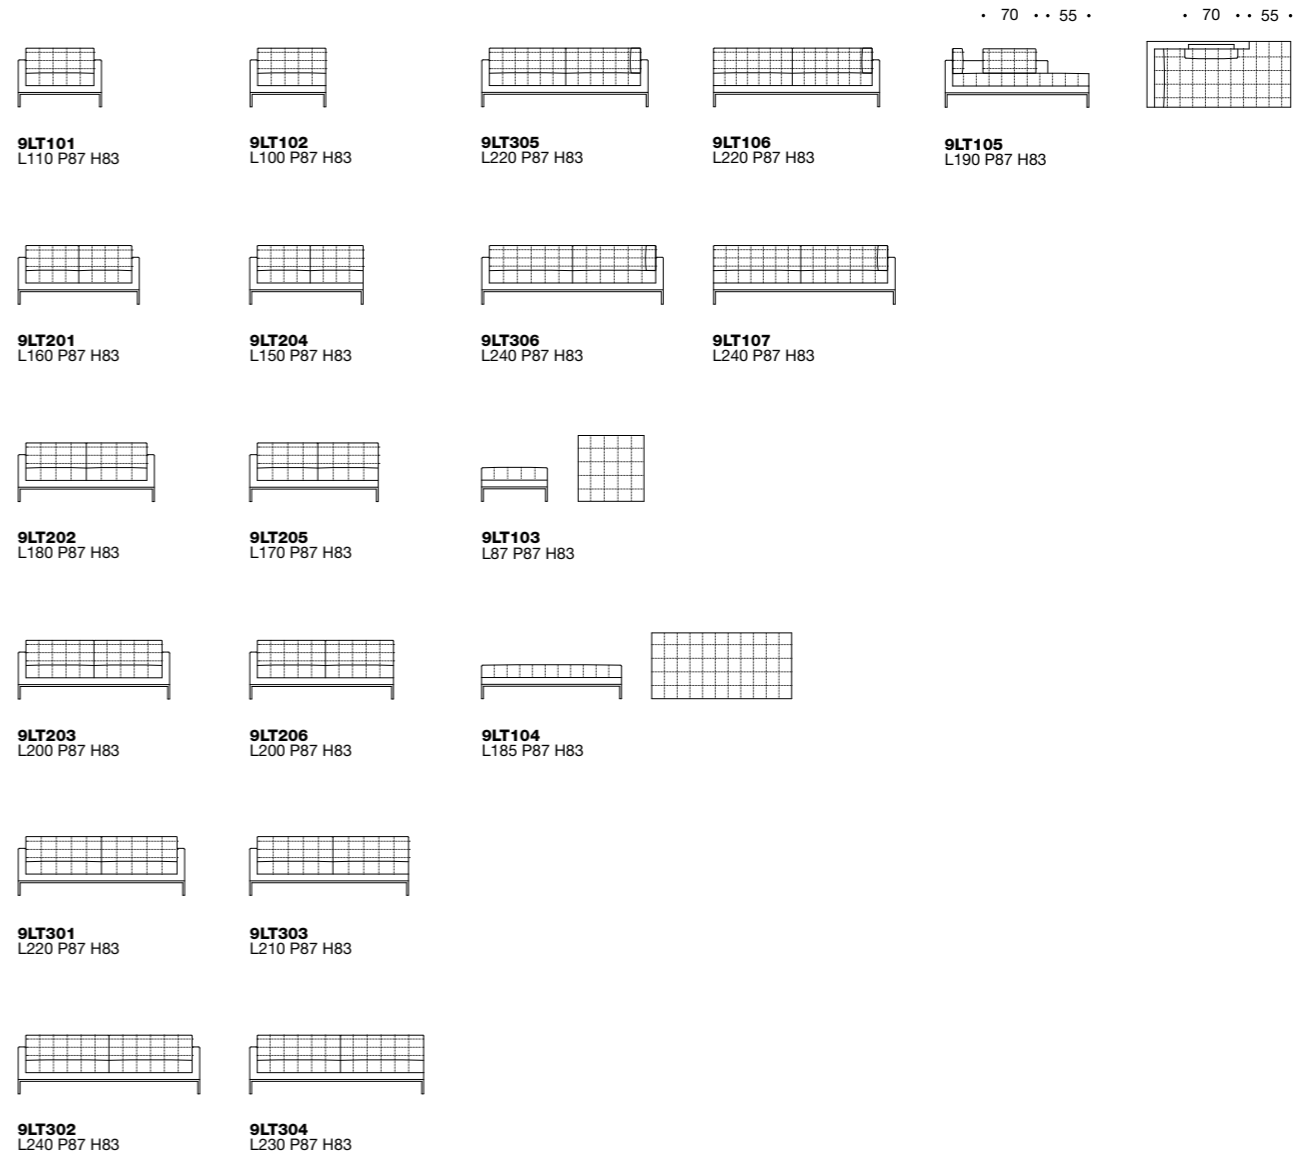 • 70 • • 55 •
• 70 • • 55 •
9LT101
L110 P87 H83
9LT102
L100 P87 H83
9LT305
L220 P87 H83
9LT106
L220 P87 H83
9LT105
L190 P87 H83
9LT201
L160 P87 H83
9LT204
L150 P87 H83
9LT306
L240 P87 H83
9LT107
L240 P87 H83
9LT202
L180 P87 H83
9LT205
L170 P87 H83
9LT103
L87 P87 H83
9LT203
L200 P87 H83
9LT206
L200 P87 H83
9LT104
L185 P87 H83
9LT301
L220 P87 H83
9LT303
L210 P87 H83
9LT302
L240 P87 H83
9LT304
L230 P87 H83